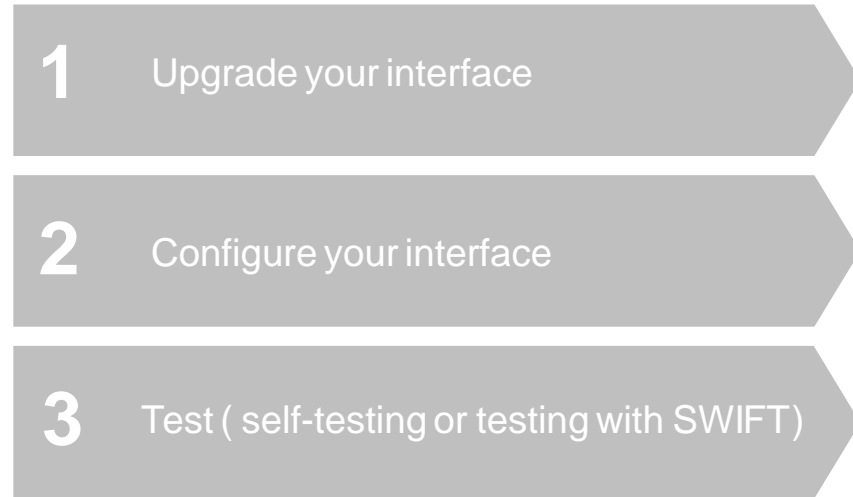 1 Upgrade your interface
2 Configure your interface
3 Test ( self-testing or testing with SWIFT)